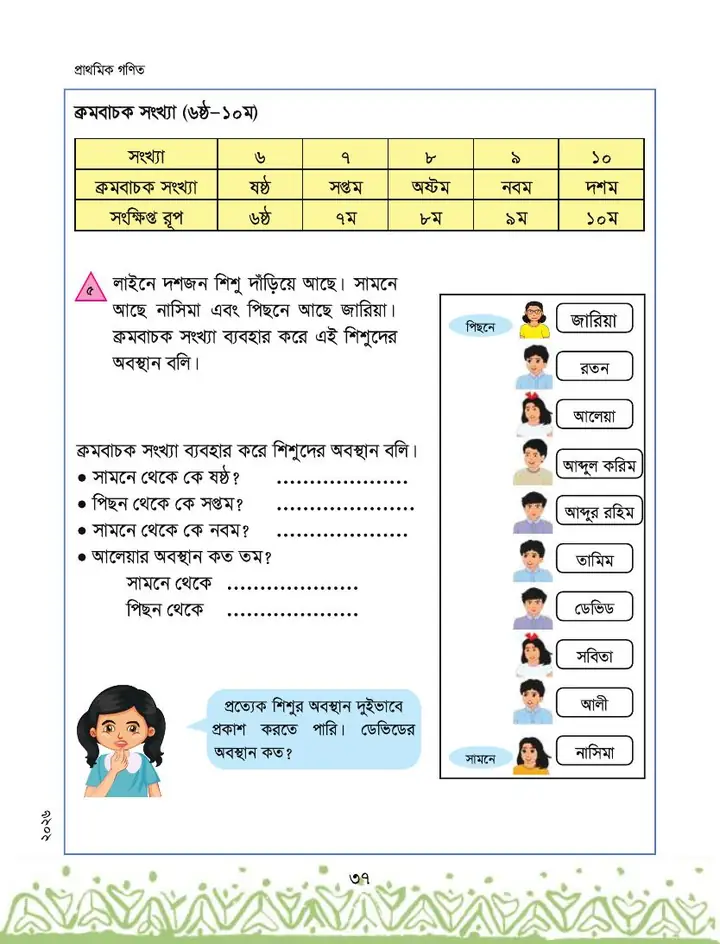 প্রাথমিক গণিত
ক্রমবাচক সংখ্যা (৬ষ্ঠ–১০ম)
সংখ্যা ৬ ৭ ৮ ৯ ১০
ক্রমবাচক সংখ্যা ষষ্ঠ সপ্তম অষ্টম নবম দশম
সংক্ষিপ্ত রূপ ৬ষ্ঠ ৭ম ৮ম ৯ম ১০ম
৫
লাইনে দশজন শিশু দাঁড়িয়ে আছে। সামনে
আছে নাসিমা এবং পিছনে আছে জারিয়া।
ক্রমবাচক সংখ্যা ব্যবহার করে এই শিশুদের
অবস্থান বলি।
ক্রমবাচক সংখ্যা ব্যবহার করে শিশুদের অবস্থান বলি।
● সামনে থেকে কে ষষ্ঠ? .....................
● পিছন থেকে কে সপ্তম? ......................
● সামনে থেকে কে নবম? .....................
● আলেয়ার অবস্থান কত তম?
সামনে থেকে .....................
পিছন থেকে .....................
প্রত্যেক শিশুর অবস্থান দুইভাবে
প্রকাশ করতে পারি। ডেভিডের
অবস্থান কত?
পিছনে জারিয়া
রতন
আলেয়া
আব্দুল করিম
আব্দুর রহিম
তামিম
ডেভিড
সবিতা
আলী
সামনে নাসিমা
২০২৬
৩৭